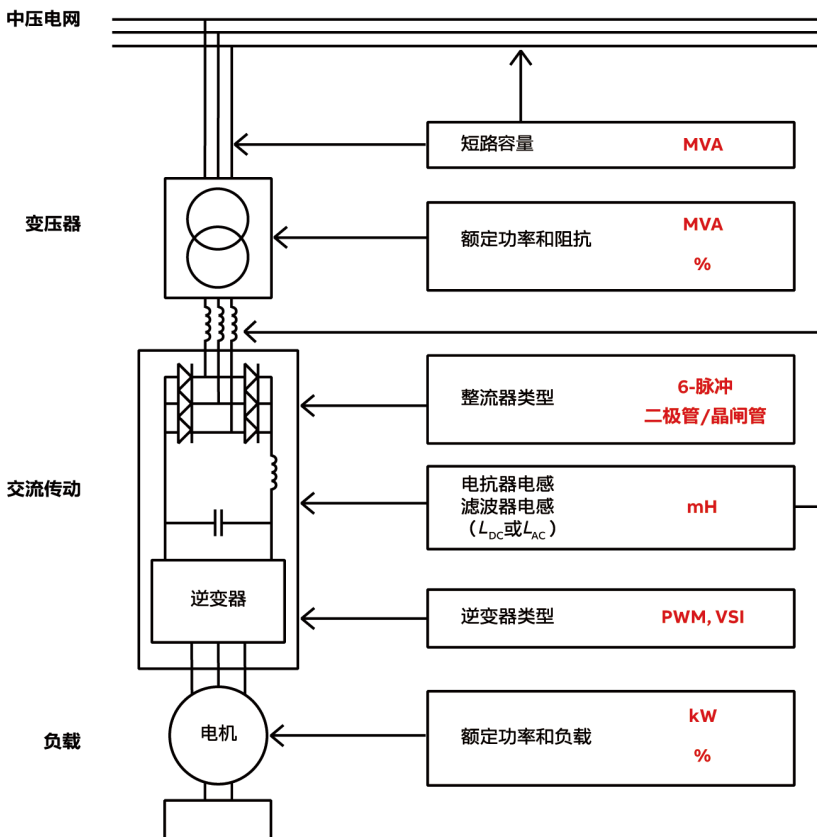 中压电网
短路容量 MVA
变压器
额定功率和阻抗
MVA
%
整流器类型
6-脉冲
二极管/晶闸管
交流传动
电抗器电感
滤波器电感
（LDC或LAC）
mH
逆变器
逆变器类型 PWM, VSI
负载
电机
额定功率和负载
kW
%